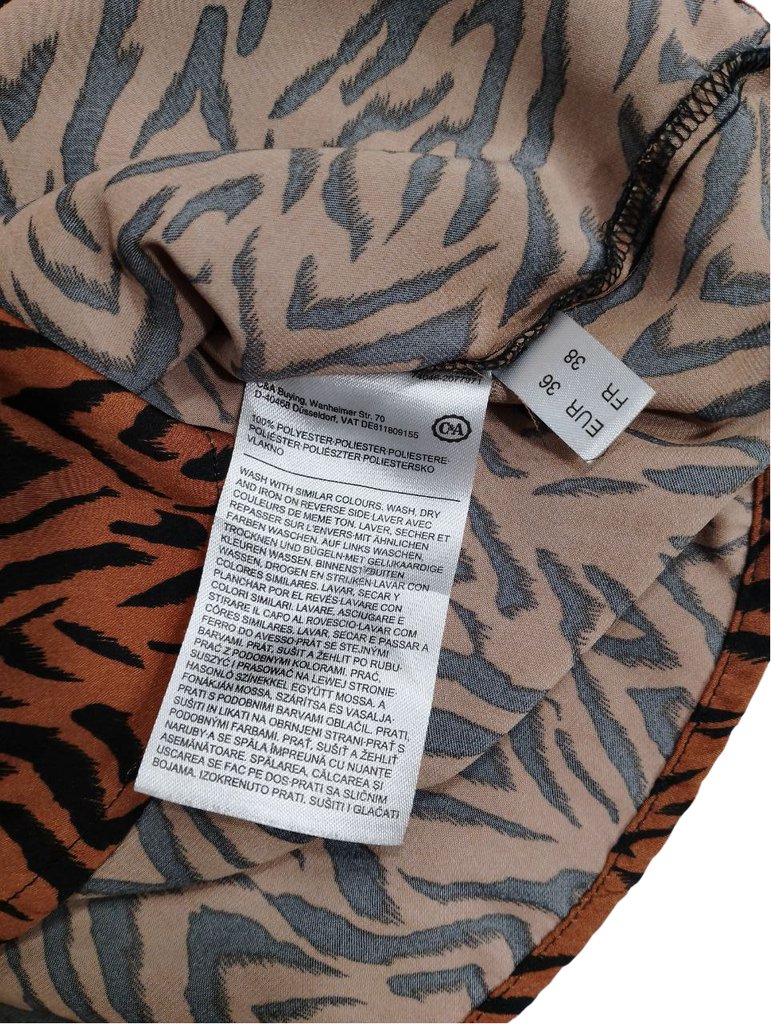 C&A Buying, Wanheimer Str. 70
D-40468 Düsseldorf, VAT DE811809155
C&A
100% POLYESTER·POLIESTER·POLIESTERE·
POLIÉSTER·POLIÉSZTER·POLIESTERSKO
VLAKNO
WASH WITH SIMILAR COLOURS. WASH, DRY
AND IRON ON REVERSE SIDE·LAVER AVEC
COULEURS DE MEME TON. LAVER, SECHER ET
REPASSER SUR L'ENVERS·MIT ÄHNLICHEN
FARBEN WASCHEN. AUF LINKS WASCHEN,
TROCKNEN UND BÜGELN·MET GELIJKAARDIGE
KLEUREN WASSEN. BINNENSTEBUITEN
WASSEN, DROGEN EN STRIJKEN·LAVAR CON
COLORES SIMILARES. LAVAR, SECAR Y
PLANCHAR POR EL REVÉS·LAVARE CON
COLORI SIMILARI. LAVARE, ASCIUGARE E
STIRARE IL CAPO AL ROVESCIO·LAVAR COM
CÔRES SIMILARES. LAVAR, SECAR E PASSAR A
FERRO DO AVESSO·PRÁT SE STEJNÝMI
BARVAMI. PRÁT, SUŠIT A ŽEHLIT PO RUBU·
PRAĆ Z PODOBNYMI KOLORAMI. PRAĆ,
SUSZYĆ I PRASOWAĆ NA LEWEJ STRONIE·
HASONLÓ SZÍNEKKEL EGYÜTT MOSSA. A
FONÁKJÁN MOSSA, SZÁRÍTSA ÉS VASALJA·
PRATI S PODOBNIMI BARVAMI OBLAČIL. PRATI,
SUŠITI IN LIKATI NA OBRNJENI STRANI·PRAŤ S
PODOBNÝMI FARBAMI. PRAŤ, SUŠIŤ A ŽEHLIŤ
NARUBY·A SE SPĂLA ÎMPREUNĂ CU NUANȚE
ASEMĂNĂTOARE. SPĂLAREA, CĂLCAREA ȘI
USCAREA SE FAC PE DOS·PRATI SA SLIČNIM
BOJAMA. IZOKRENUTO PRATI, SUŠITI I GLAČATI
EUR 36
FR 38